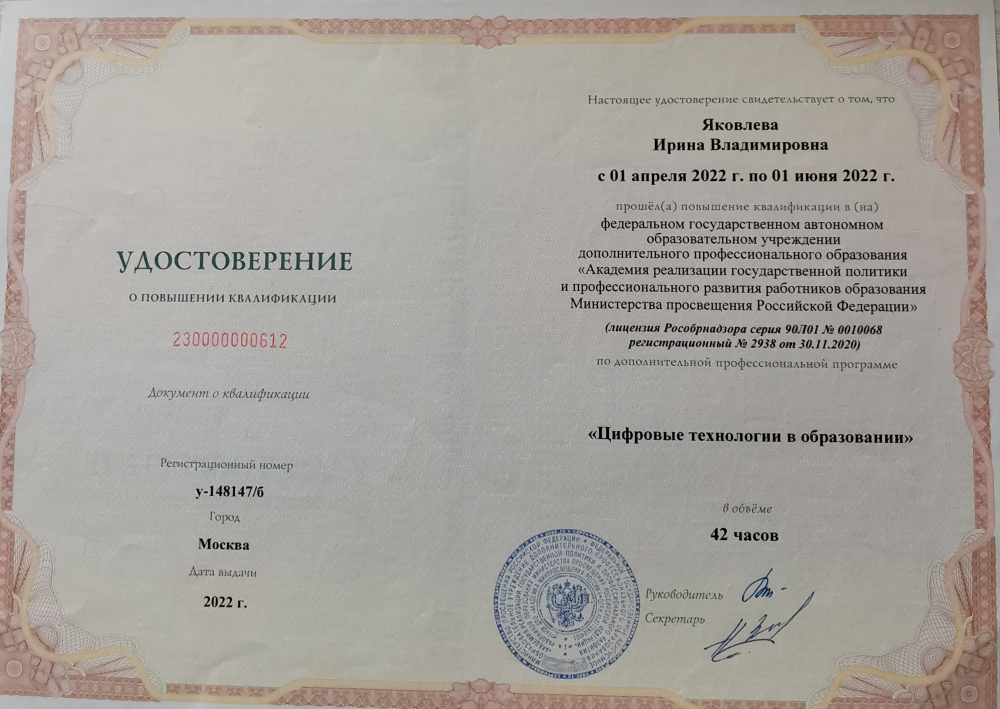 УДОСТОВЕРЕНИЕ
О ПОВЫШЕНИИ КВАЛИФИКАЦИИ
230000000612
Документ о квалификации
Регистрационный номер
у-148147/б
Город
Москва
Дата выдачи
2022 г.
Настоящее удостоверение свидетельствует о том, что
Яковлева
Ирина Владимировна
с 01 апреля 2022 г. по 01 июня 2022 г.
прошёл(а) повышение квалификации в (на)
федеральном государственном автономном
образовательном учреждении
дополнительного профессионального образования
«Академия реализации государственной политики
и профессионального развития работников образования
Министерства просвещения Российской Федерации»
(лицензия Рособрнадзора серия 90Л01 № 0010068
регистрационный № 2938 от 30.11.2020)
по дополнительной профессиональной программе
«Цифровые технологии в образовании»
в объёме
42 часов
М.П.
Руководитель
Секретарь